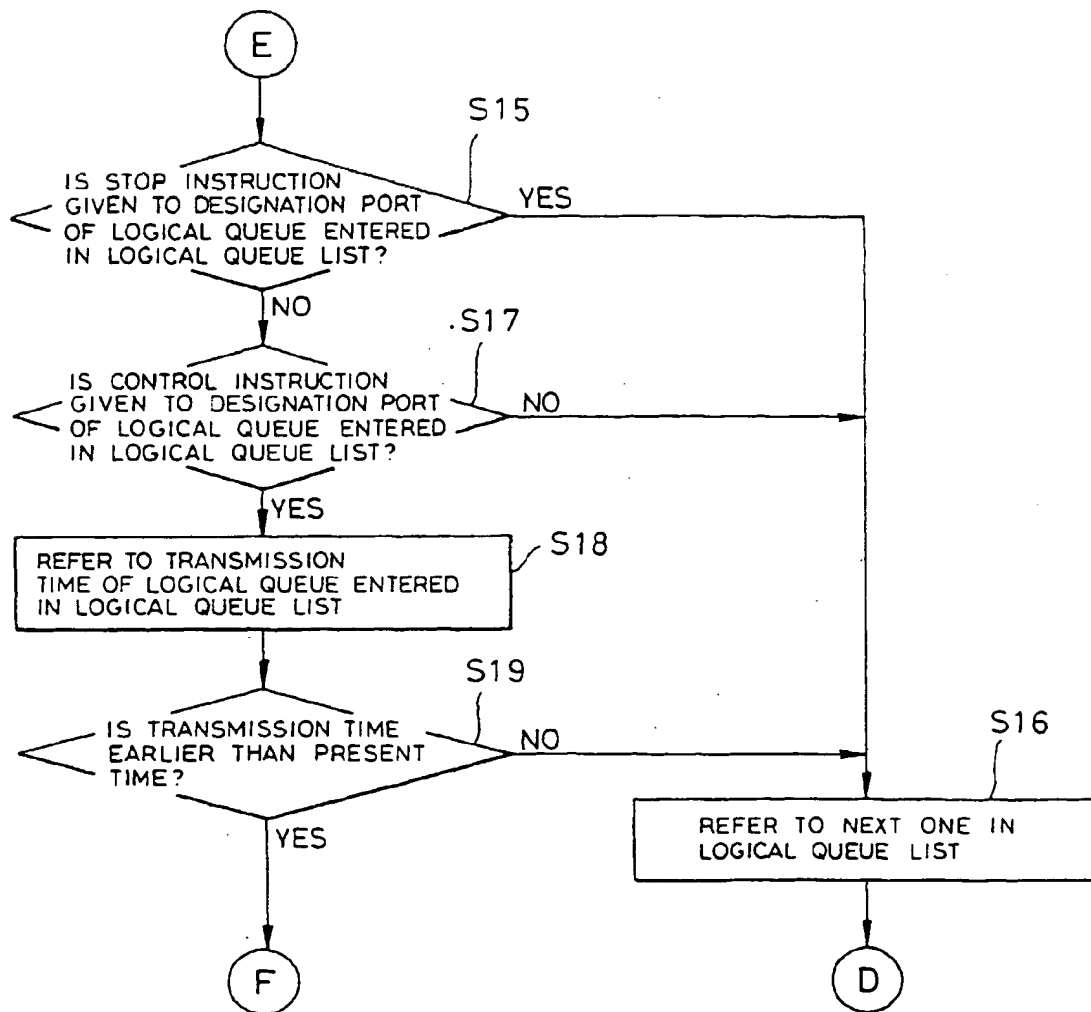 E
S15
IS STOP INSTRUCTION
GIVEN TO DESIGNATION PORT
OF LOGICAL QUEUE ENTERED
IN LOGICAL QUEUE LIST?
YES
NO
S17
IS CONTROL INSTRUCTION
GIVEN TO DESIGNATION PORT
OF LOGICAL QUEUE ENTERED
IN LOGICAL QUEUE LIST?
NO
YES
S18
REFER TO TRANSMISSION
TIME OF LOGICAL QUEUE ENTERED
IN LOGICAL QUEUE LIST
S19
IS TRANSMISSION TIME
EARLIER THAN PRESENT
TIME?
NO
YES
S16
REFER TO NEXT ONE IN
LOGICAL QUEUE LIST
F
D